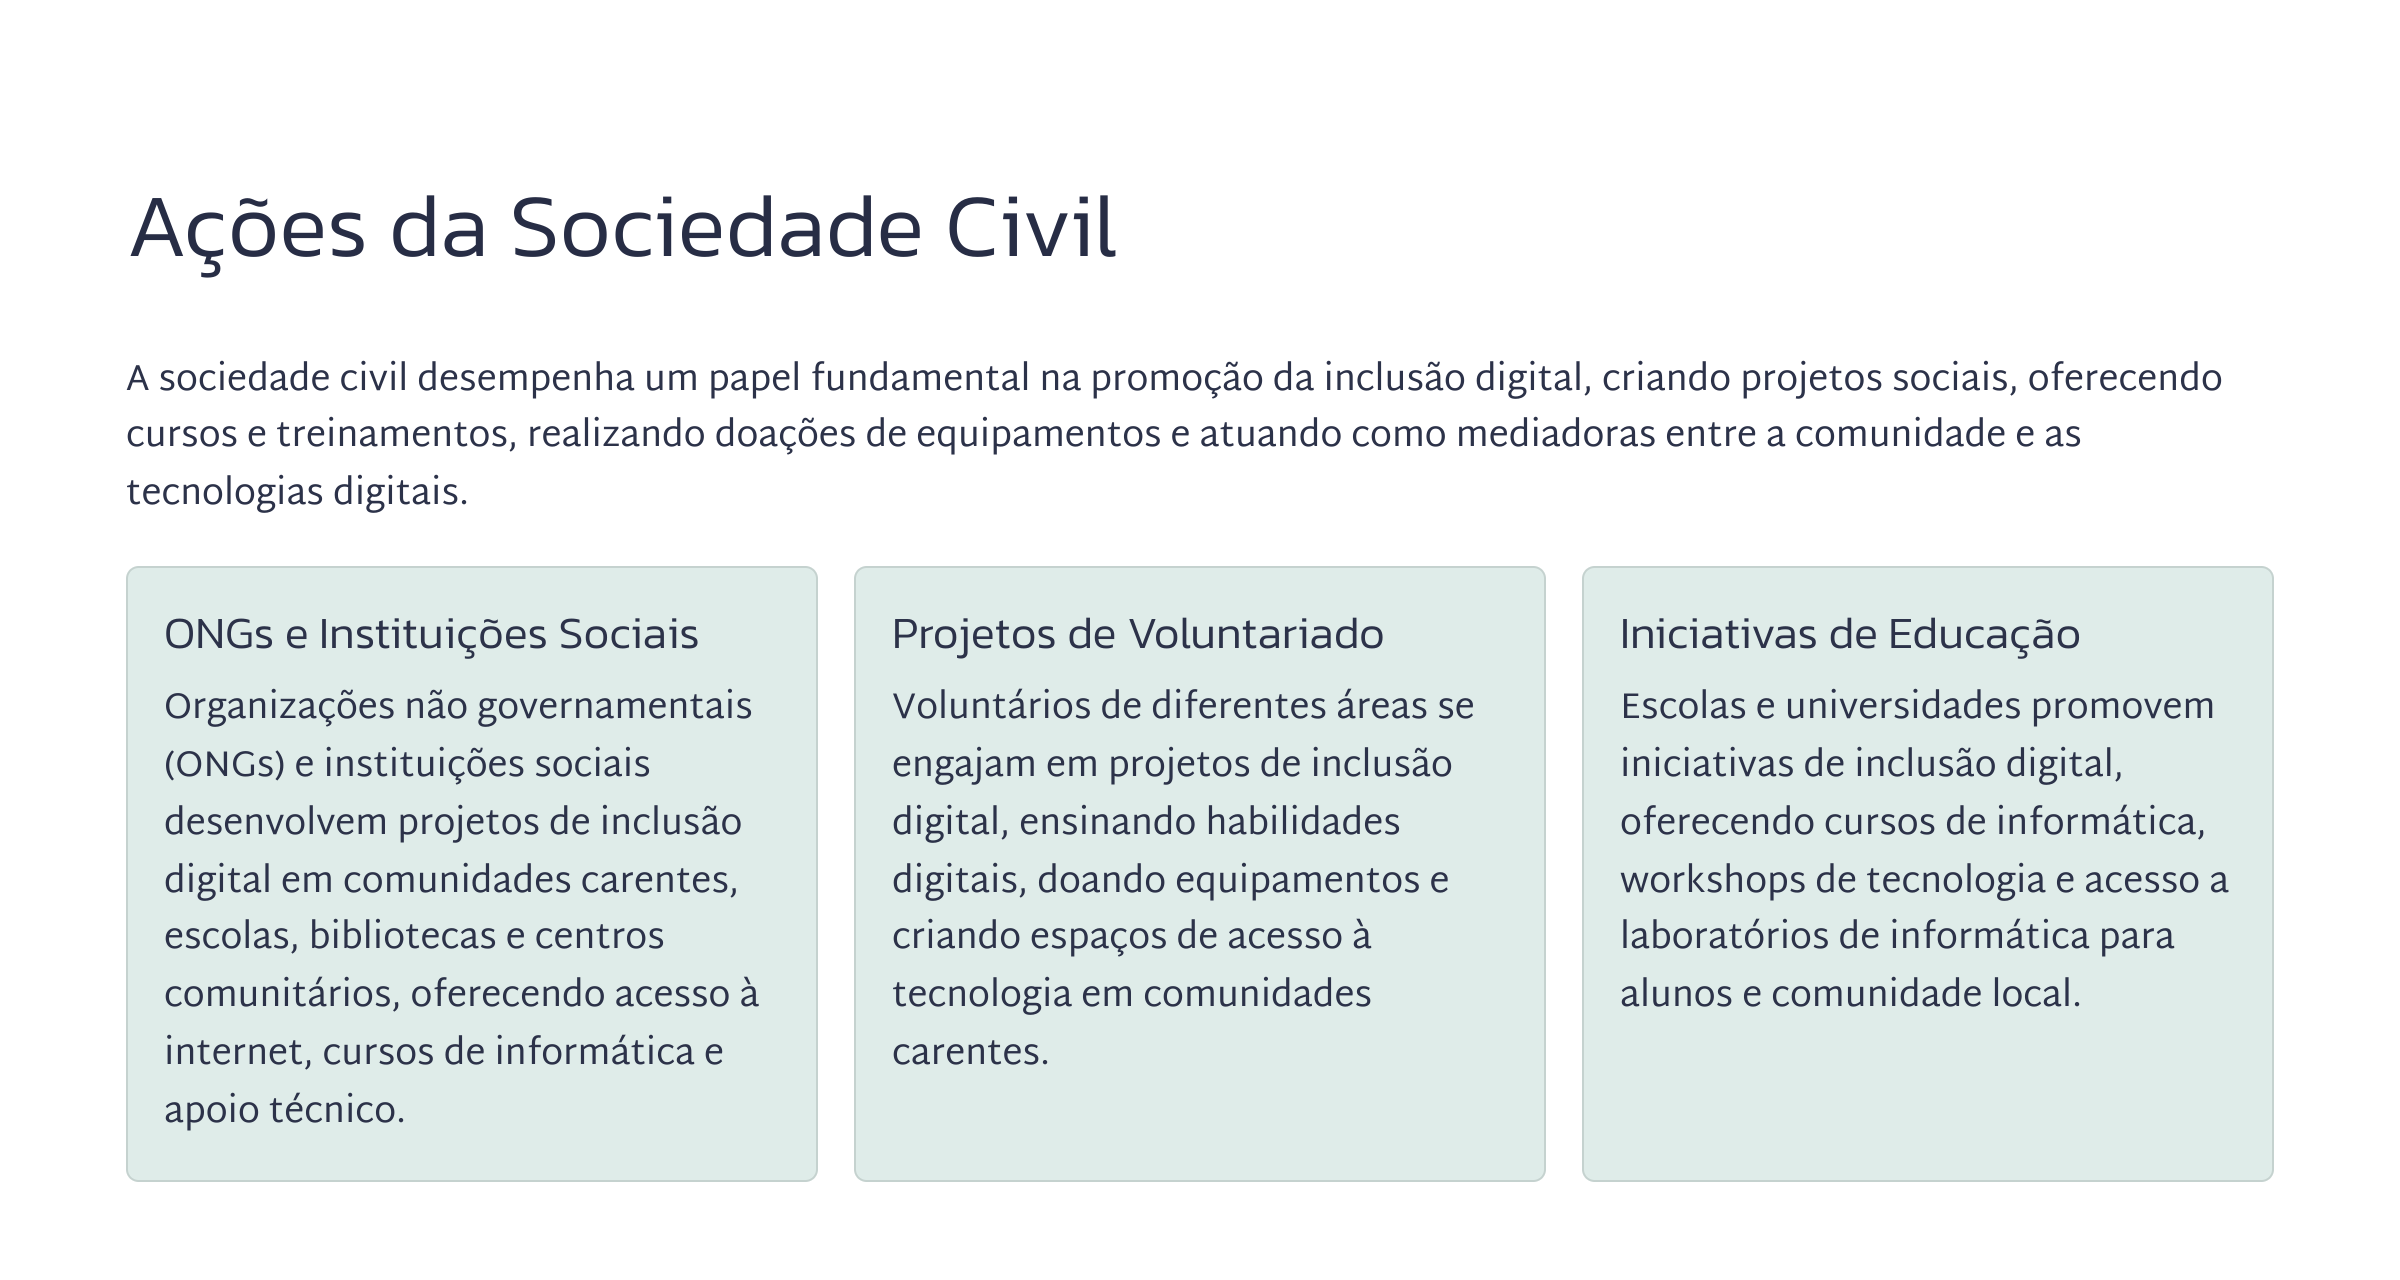 Ações da Sociedade Civil
A sociedade civil desempenha um papel fundamental na promoção da inclusão digital, criando projetos sociais, oferecendo
cursos e treinamentos, realizando doações de equipamentos e atuando como mediadoras entre a comunidade e as
tecnologias digitais.
ONGs e Instituições Sociais
Organizações não governamentais
(ONGs) e instituições sociais
desenvolvem projetos de inclusão
digital em comunidades carentes,
escolas, bibliotecas e centros
comunitários, oferecendo acesso à
internet, cursos de informática e
apoio técnico.
Projetos de Voluntariado
Voluntários de diferentes áreas se
engajam em projetos de inclusão
digital, ensinando habilidades
digitais, doando equipamentos e
criando espaços de acesso à
tecnologia em comunidades
carentes.
Iniciativas de Educação
Escolas e universidades promovem
iniciativas de inclusão digital,
oferecendo cursos de informática,
workshops de tecnologia e acesso a
laboratórios de informática para
alunos e comunidade local.